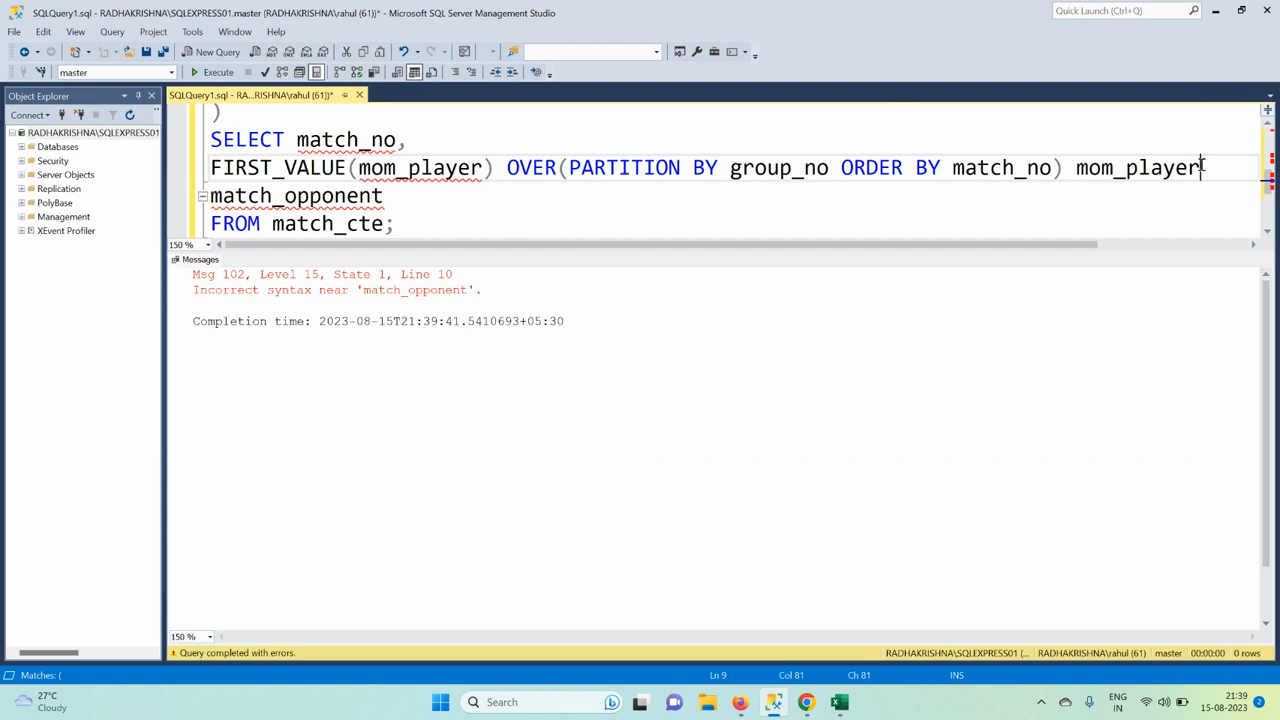 SQLQuery1.sql - RADHAKRISHNA\SQLEXPRESS01.master (RADHAKRISHNA\rahul (61))* - Microsoft SQL Server Management Studio
Quick Launch (Ctrl+Q)
File Edit View Query Project Tools Window Help
New Query
master
Execute
Object Explorer
SQLQuery1.sql - RA...RISHNA\rahul (61))*
Connect
RADHAKRISHNA\SQLEXPRESS01
Databases
Security
Server Objects
Replication
PolyBase
Management
XEvent Profiler
)
SELECT match_no,
FIRST_VALUE(mom_player) OVER(PARTITION BY group_no ORDER BY match_no) mom_player
match_opponent
FROM match_cte;
150 %
Messages
Msg 102, Level 15, State 1, Line 10
Incorrect syntax near 'match_opponent'.
Completion time: 2023-08-15T21:39:41.5410693+05:30
150 %
Query completed with errors.
RADHAKRISHNA\SQLEXPRESS01 (... RADHAKRISHNA\rahul (61) master 00:00:00 0 rows
Matches: (
Ln 9 Col 81 Ch 81 INS
27°C
Cloudy
Search
ENG
IN
21:39
15-08-2023
2